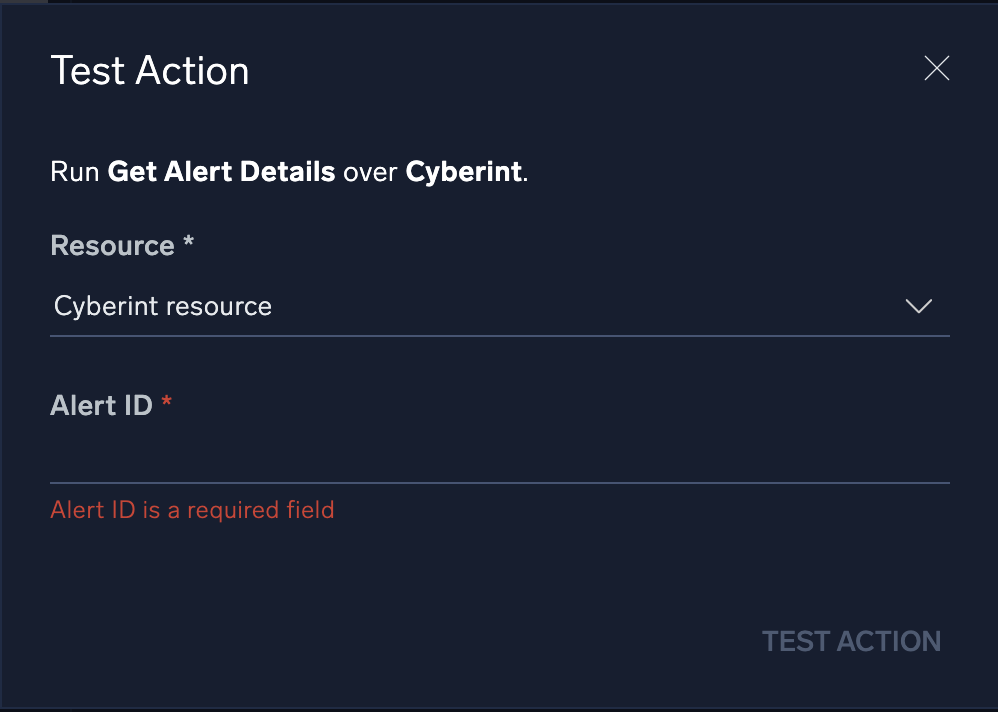 Test Action
Run Get Alert Details over Cyberint.
Resource *
Cyberint resource
Alert ID *
Alert ID is a required field
TEST ACTION